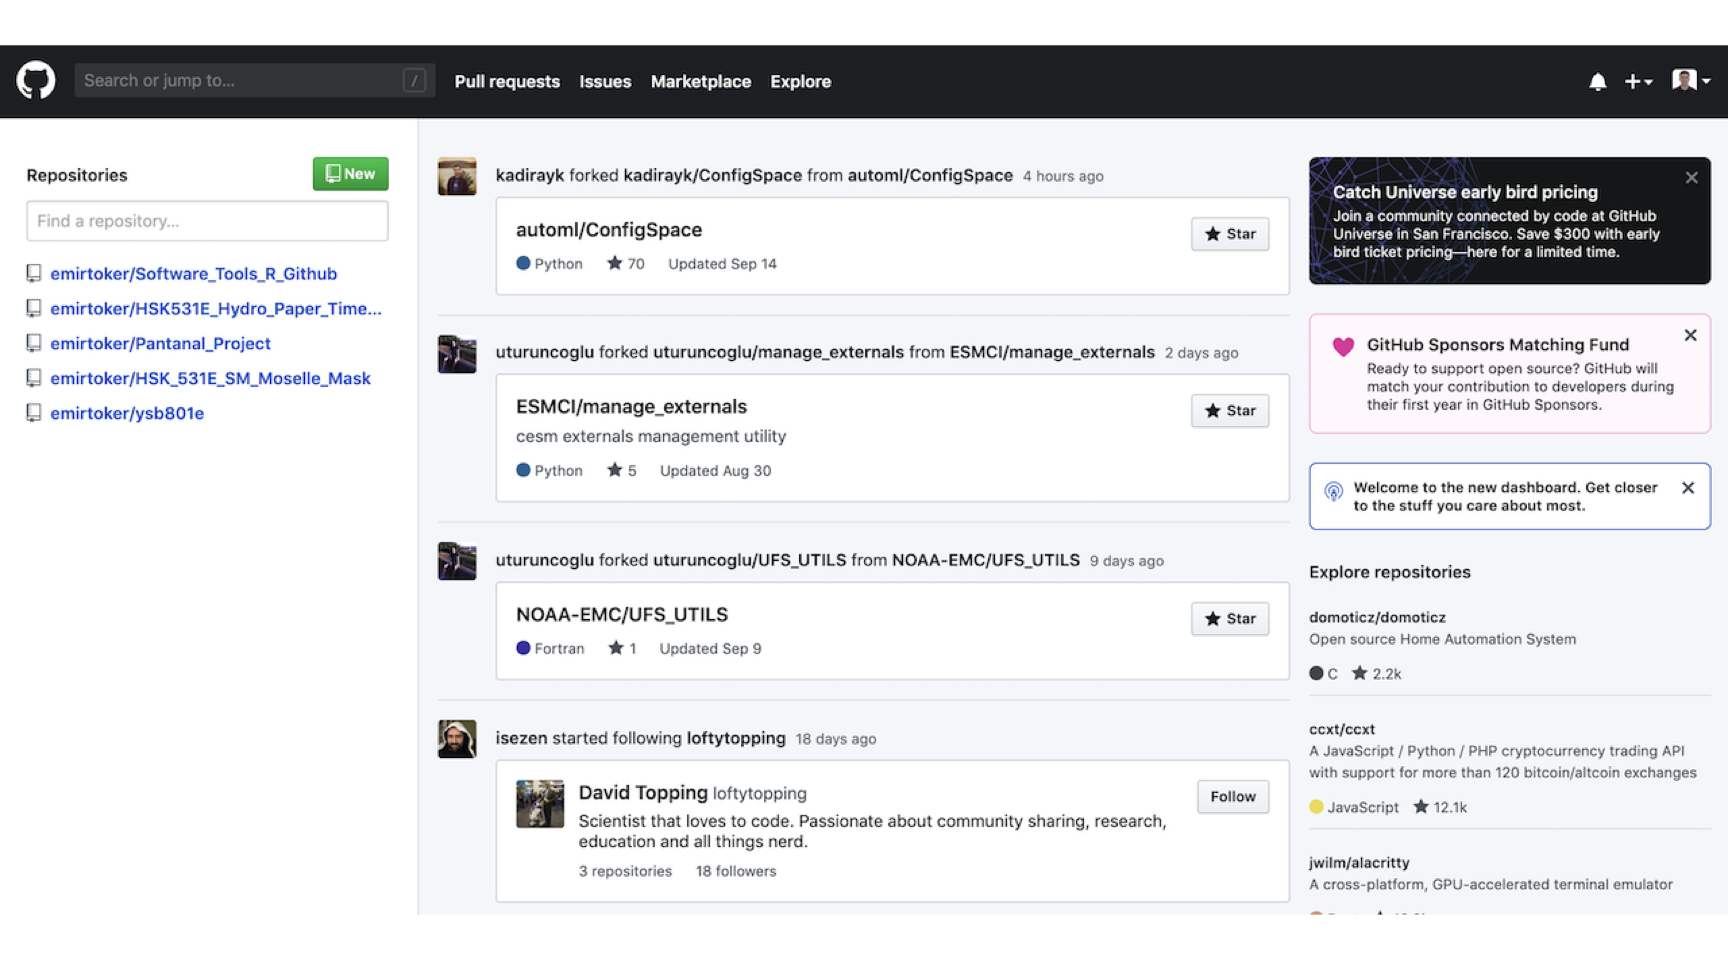 Search or jump to... /
Pull requests Issues Marketplace Explore
Repositories
New
Find a repository...
emirtoker/Software_Tools_R_Github
emirtoker/HSK531E_Hydro_Paper_Time...
emirtoker/Pantanal_Project
emirtoker/HSK_531E_SM_Moselle_Mask
emirtoker/ysb801e
kadirayk forked kadirayk/ConfigSpace from automl/ConfigSpace 4 hours ago
automl/ConfigSpace
Star
Python 70 Updated Sep 14
uturuncoglu forked uturuncoglu/manage_externals from ESMCI/manage_externals 2 days ago
ESMCI/manage_externals
Star
cesm externals management utility
Python 5 Updated Aug 30
uturuncoglu forked uturuncoglu/UFS_UTILS from NOAA-EMC/UFS_UTILS 9 days ago
NOAA-EMC/UFS_UTILS
Star
Fortran 1 Updated Sep 9
isezen started following loftytopping 18 days ago
David Topping loftytopping
Follow
Scientist that loves to code. Passionate about community sharing, research,
education and all things nerd.
3 repositories 18 followers
Catch Universe early bird pricing
Join a community connected by code at GitHub
Universe in San Francisco. Save $300 with early
bird ticket pricing—here for a limited time.
GitHub Sponsors Matching Fund
Ready to support open source? GitHub will
match your contribution to developers during
their first year in GitHub Sponsors.
Welcome to the new dashboard. Get closer
to the stuff you care about most.
Explore repositories
domoticz/domoticz
Open source Home Automation System
C 2.2k
ccxt/ccxt
A JavaScript / Python / PHP cryptocurrency trading API
with support for more than 120 bitcoin/altcoin exchanges
JavaScript 12.1k
jwilm/alacritty
A cross-platform, GPU-accelerated terminal emulator